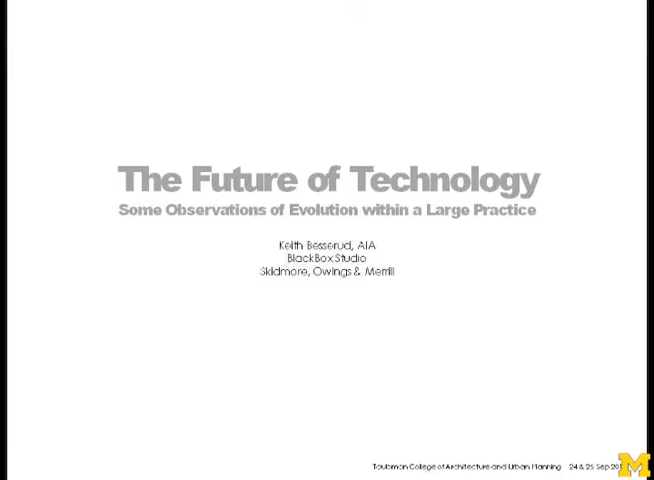 The Future of Technology
Some Observations of Evolution within a Large Practice
Keith Besserud, AIA
BlackBox Studio
Skidmore, Owings & Merrill
Taubman College of Architecture and Urban Planning 24 & 25 Sep
M